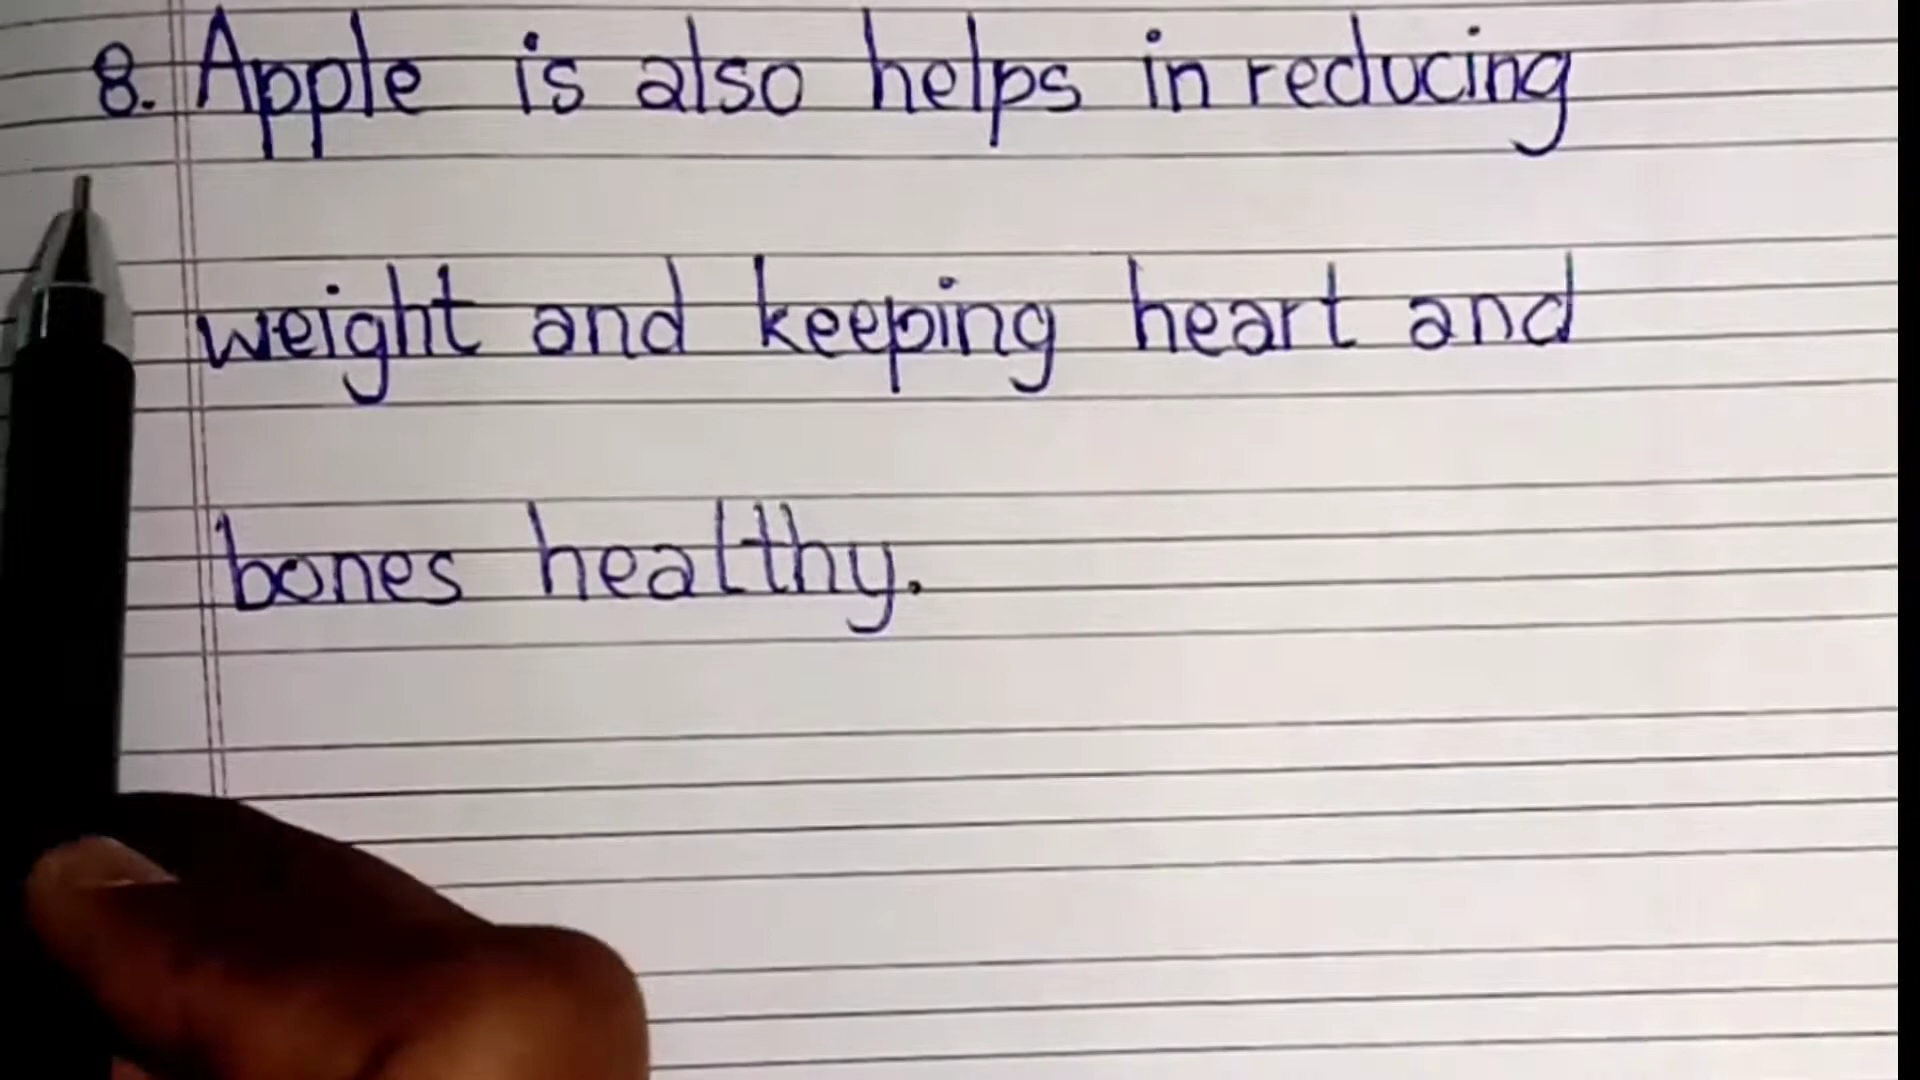 8. Apple is also helps in reducing
weight and keeping heart and
bones healthy.